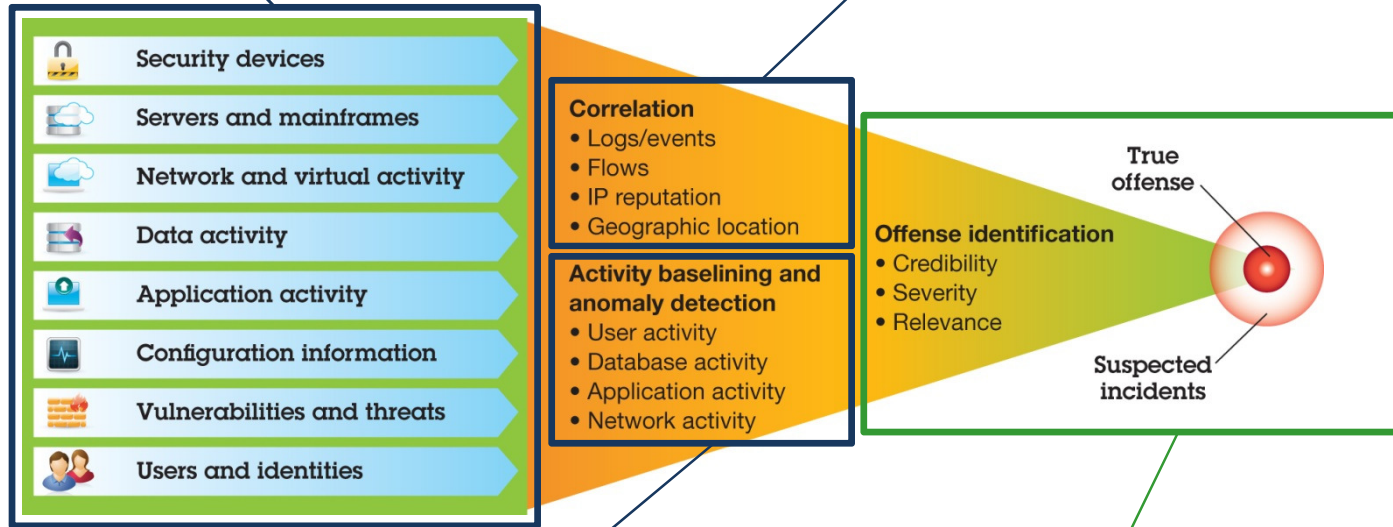 Security devices
Servers and mainframes
Network and virtual activity
Data activity
Application activity
Configuration information
Vulnerabilities and threats
Users and identities
Correlation
• Logs/events
• Flows
• IP reputation
• Geographic location
Activity baselining and
anomaly detection
• User activity
• Database activity
• Application activity
• Network activity
Offense identification
• Credibility
• Severity
• Relevance
True
offense
Suspected
incidents